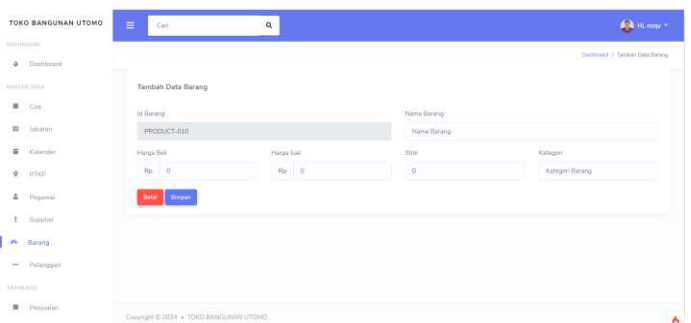 TOKO BANGUNAN UTOMO
Cari
Hi, rizqy
DASHBOARD
Dashboard
Dashboard / Tambah Data Barang
MASTER DATA
Coa
Jabatan
Kalender
PTKP
Pegawai
Supplier
Barang
Pelanggan
TRANSAKSI
Penjualan
Tambah Data Barang
Id Barang
Nama Barang
PRODUCT-010
Nama Barang
Harga Beli
Harga Jual
Stok
Kategori
Rp 0
Rp 0
0
Kategori Barang
Batal
Simpan
Copyright © 2024 • TOKO BANGUNAN UTOMO